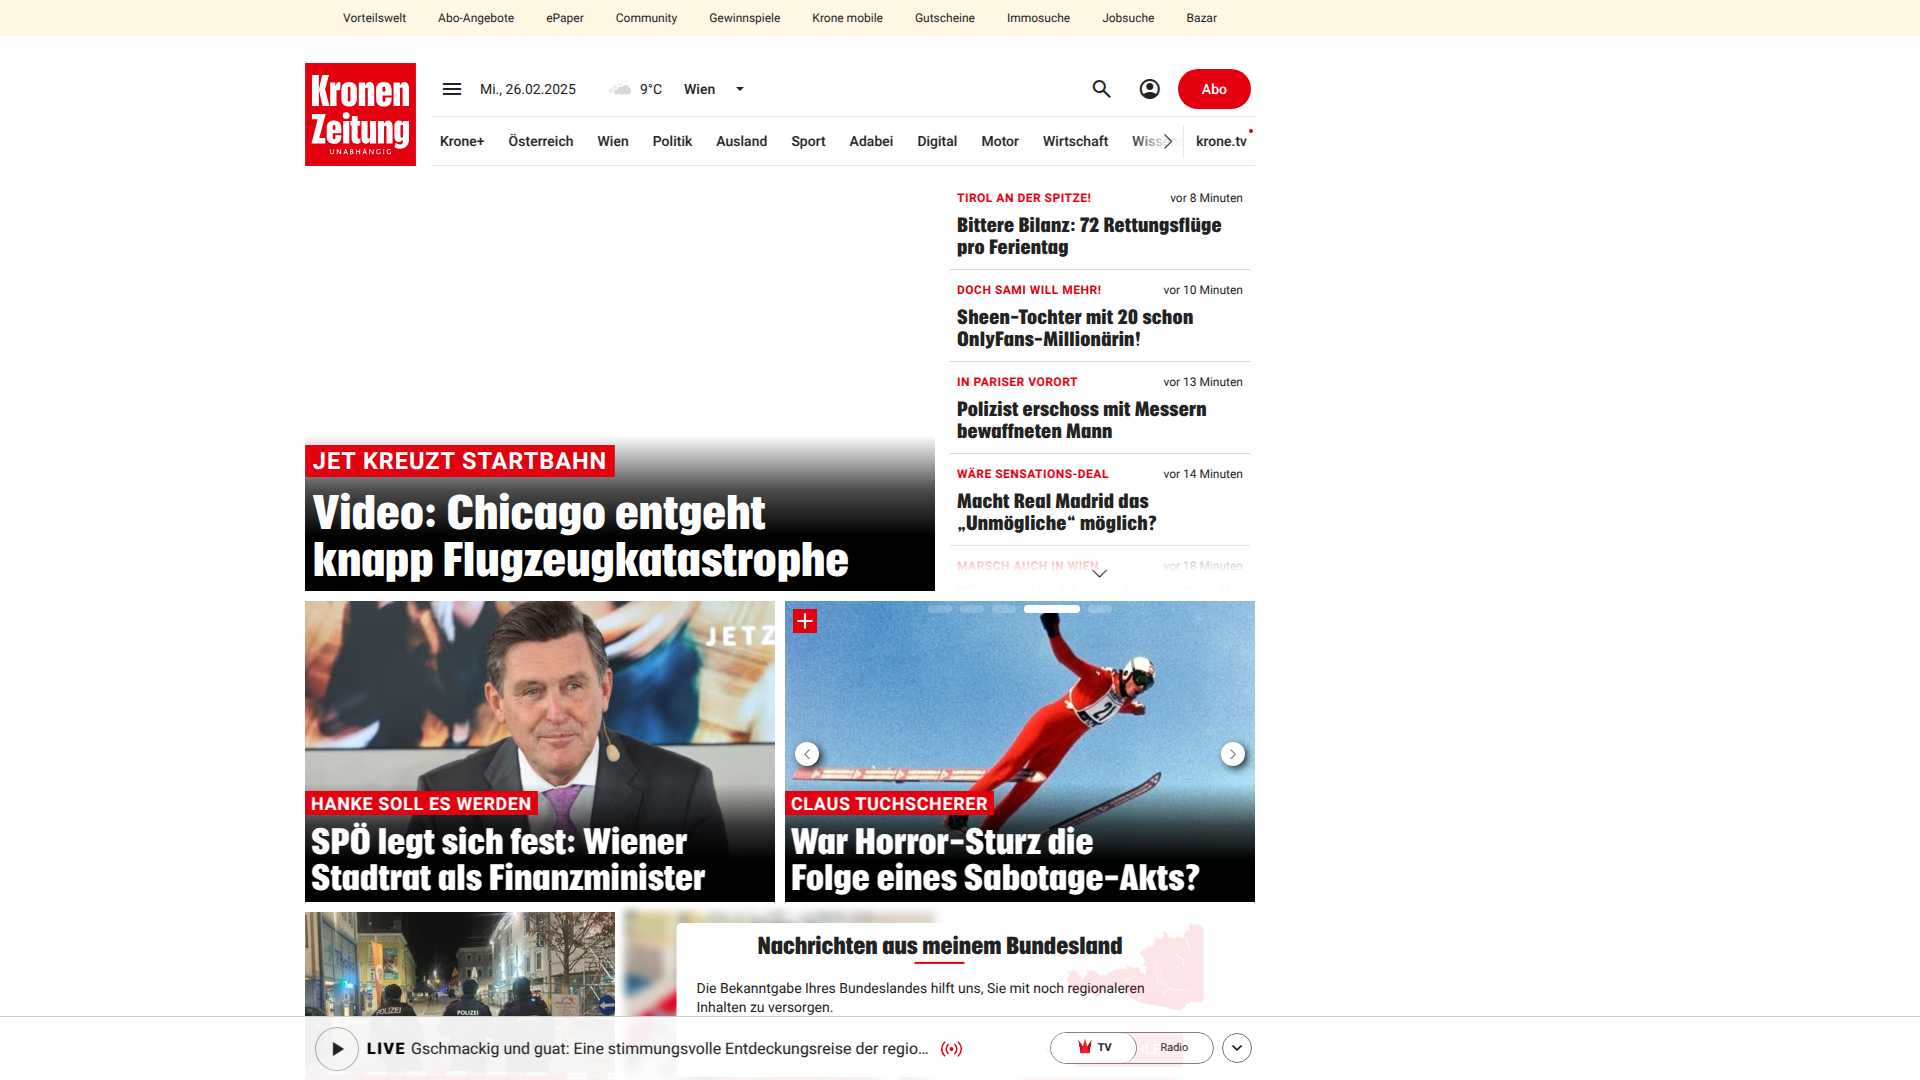 Vorteilswelt Abo-Angebote ePaper Community Gewinnspiele Krone mobile Gutscheine Immosuche Jobsuche Bazar
Kronen
Zeitung
UNABHÄNGIG
Mi., 26.02.2025 9°C Wien
Abo
Krone+ Österreich Wien Politik Ausland Sport Adabei Digital Motor Wirtschaft krone.tv
JET KREUZT STARTBAHN
Video: Chicago entgeht
knapp Flugzeugkatastrophe
TIROL AN DER SPITZE! vor 8 Minuten
Bittere Bilanz: 72 Rettungsflüge
pro Ferientag
DOCH SAMI WILL MEHR! vor 10 Minuten
Sheen-Tochter mit 20 schon
OnlyFans-Millionärin!
IN PARISER VORORT vor 13 Minuten
Polizist erschoss mit Messern
bewaffneten Mann
WÄRE SENSATIONS-DEAL vor 14 Minuten
Macht Real Madrid das
„Unmögliche“ möglich?
MARSCH AUCH IN WIEN vor 18 Minuten
JETZ
HANKE SOLL ES WERDEN
SPÖ legt sich fest: Wiener
Stadtrat als Finanzminister
21
CLAUS TUCHSCHERER
War Horror-Sturz die
Folge eines Sabotage-Akts?
POLIZEI
POLIZEI
Nachrichten aus meinem Bundesland
Die Bekanntgabe Ihres Bundeslandes hilft uns, Sie mit noch regionaleren
Inhalten zu versorgen.
LIVE Gschmackig und guat: Eine stimmungsvolle Entdeckungsreise der regio...
TV Radio